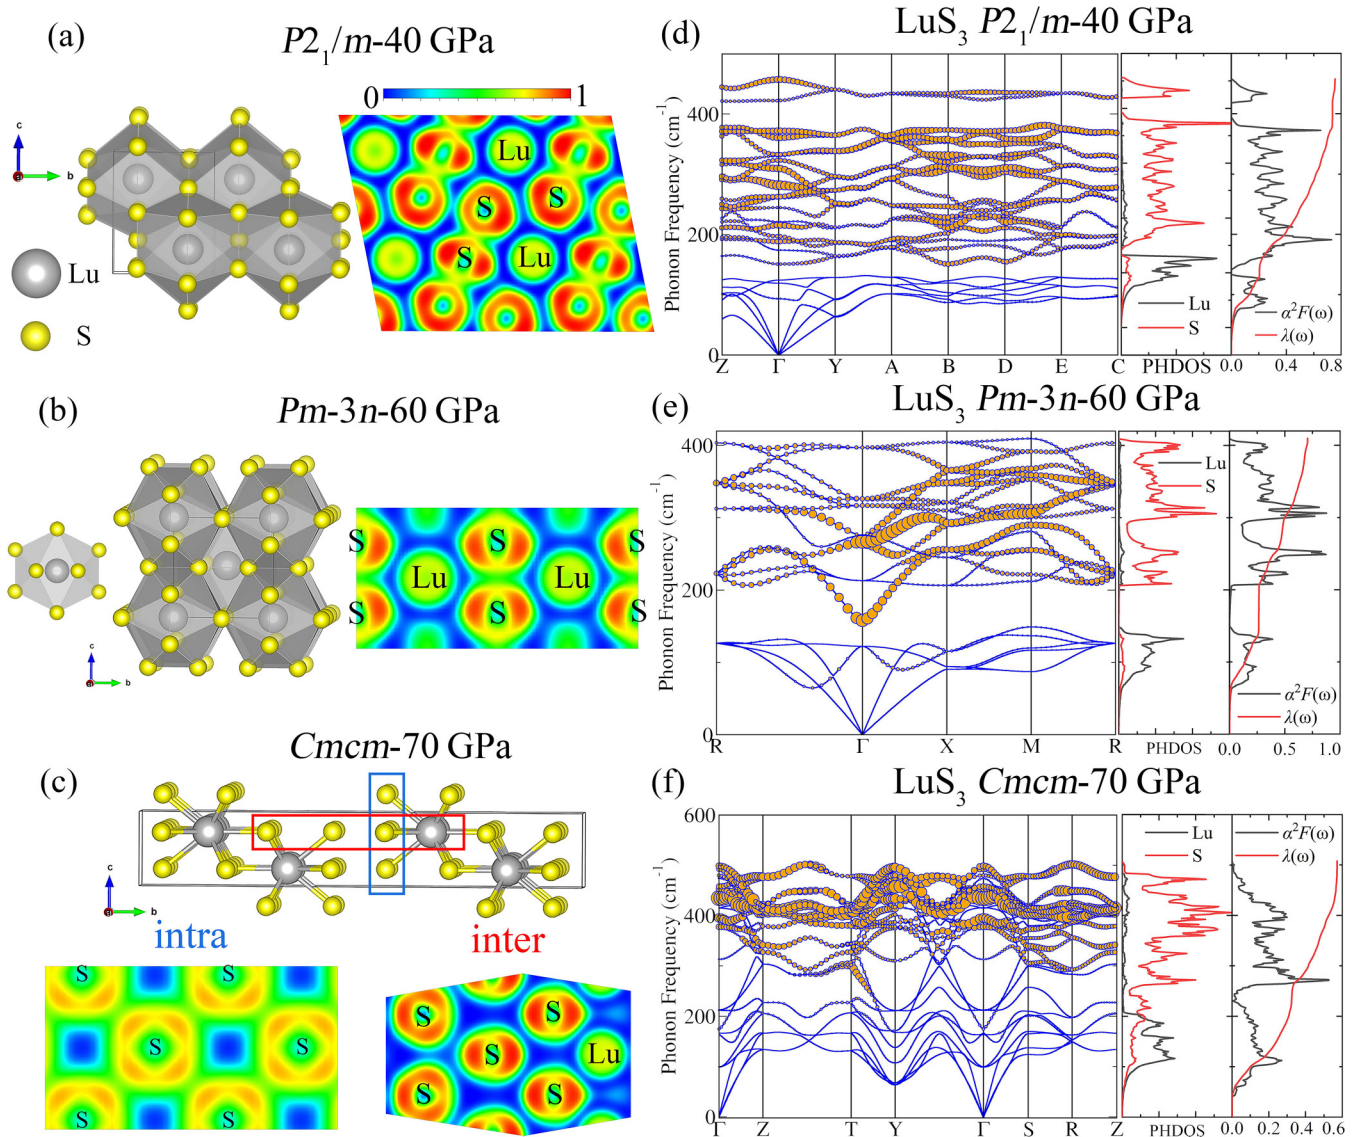 (a)
P2₁/m-40 GPa
0
1
c
a
b
Lu
S
Lu
S
S
S
Lu
(d)
LuS₃ P2₁/m-40 GPa
Phonon Frequency (cm⁻¹)
400
200
0
Z Γ Y A B D E C
Lu
S
PHDOS
α²F(ω)
λ(ω)
0.0 0.4 0.8
(b)
Pm-3n-60 GPa
c
b
S S S
Lu Lu
S S S
(e)
LuS₃ Pm-3n-60 GPa
Phonon Frequency (cm⁻¹)
400
200
0
R Γ X M R
Lu
S
PHDOS
α²F(ω)
λ(ω)
0.0 0.5 1.0
(c)
Cmcm-70 GPa
c
b
intra
inter
S S
S S
S S
S S
S Lu
S S
(f)
LuS₃ Cmcm-70 GPa
Phonon Frequency (cm⁻¹)
600
400
200
0
Γ Z T Y Γ S R Z
Lu
S
PHDOS
α²F(ω)
λ(ω)
0.0 0.2 0.4 0.6